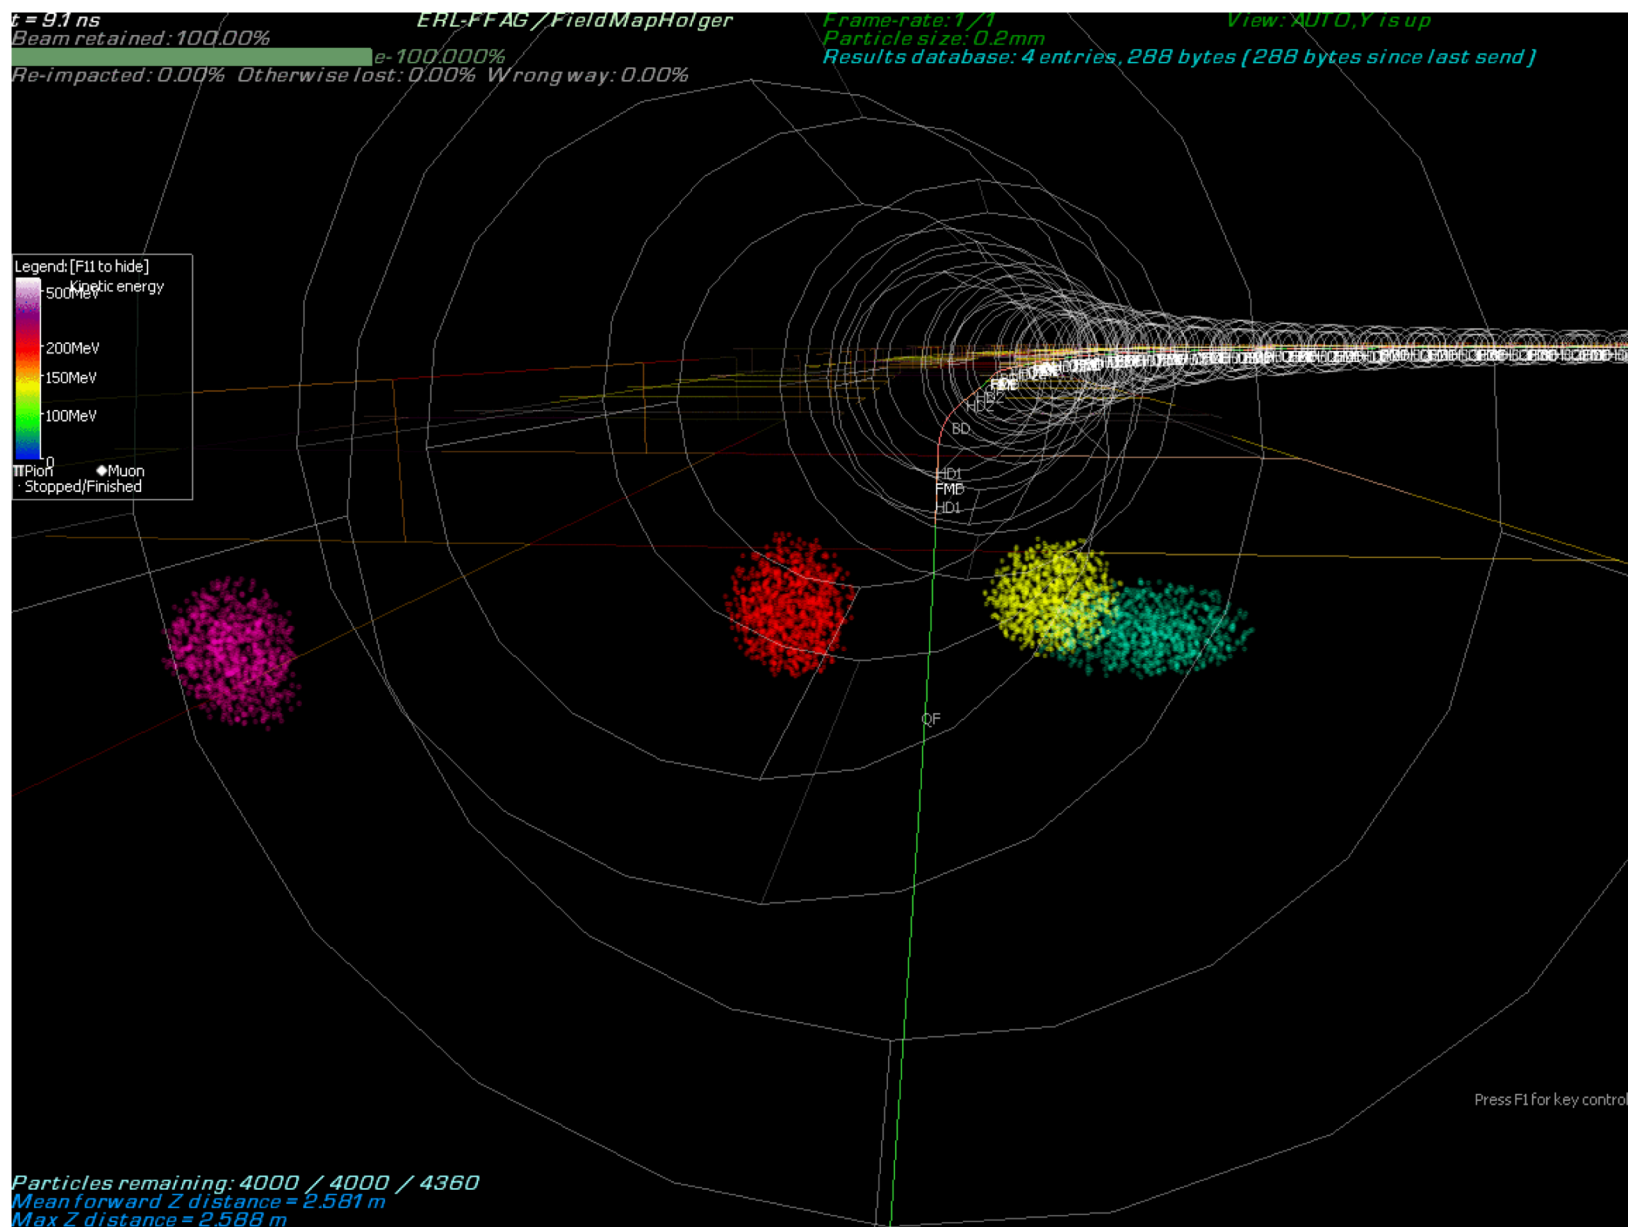 t = 9.1 ns
ERL-FFAG / FieldMapHolger
Frame-rate: 1 / 1
View: AUTO, Y is up
Beam retained: 100.00%
Particle size: 0.2mm
e- 100.000%
Results database: 4 entries, 288 bytes (288 bytes since last send)
Re-impacted: 0.00% Otherwise lost: 0.00% Wrong way: 0.00%
Legend: [F11 to hide]
Kinetic energy
500MeV
200MeV
150MeV
100MeV
0
πPion ◆Muon
· Stopped/Finished
HD2
BD
HD1
FMD
HD1
QF
Press F1 for key control
Particles remaining: 4000 / 4000 / 4360
Mean forward Z distance = 2.581 m
Max Z distance = 2.588 m